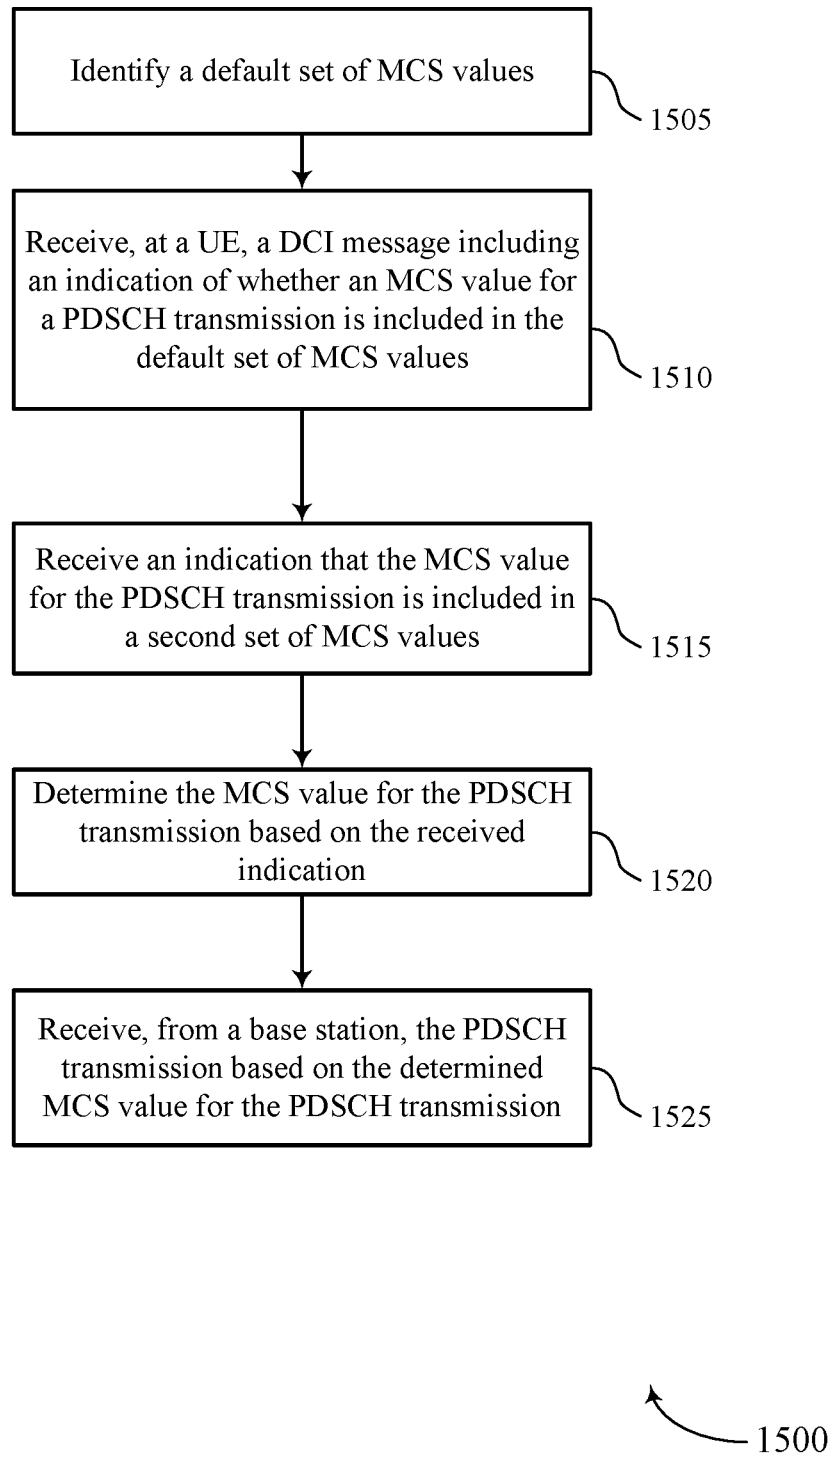 Identify a default set of MCS values
1505
Receive, at a UE, a DCI message including
an indication of whether an MCS value for
a PDSCH transmission is included in the
default set of MCS values
1510
Receive an indication that the MCS value
for the PDSCH transmission is included in
a second set of MCS values
1515
Determine the MCS value for the PDSCH
transmission based on the received
indication
1520
Receive, from a base station, the PDSCH
transmission based on the determined
MCS value for the PDSCH transmission
1525
1500